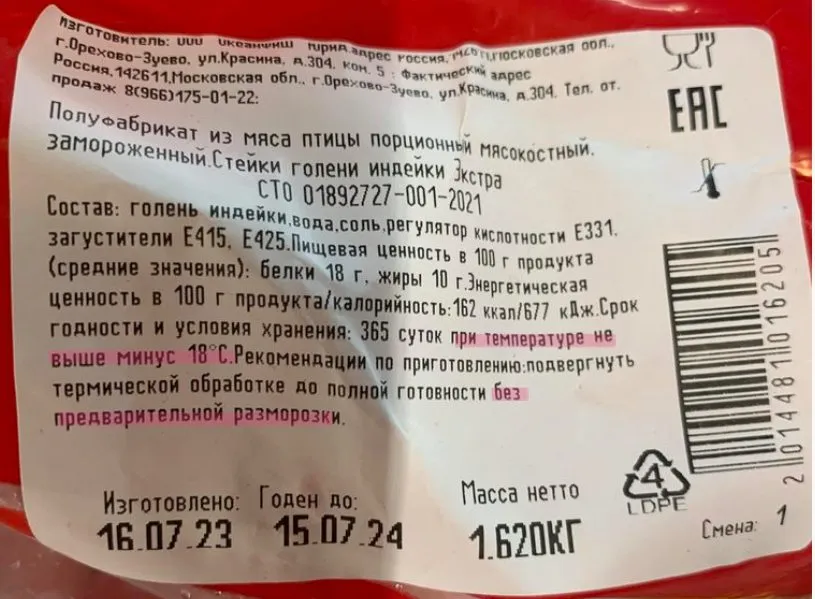 Изготовитель: ООО
адрес Россия,
Московская обл.,
г.Орехово-Зуево, ул.Красина, д.304, ком. 5 ; Фактический адрес
Россия,142611,Московская обл., г.Орехово-Зуево, ул.Красина, д.304. Тел. от.
продаж 8(966)175-01-22:
EAC
Полуфабрикат из мяса птицы порционный мясокостный.
замороженный.Стейки голени индейки Экстра
СТО 01892727-001-2021
Состав: голень индейки,вода,соль,регулятор кислотности Е331.
загустители Е415, Е425.Пищевая ценность в 100 г продукта
(средние значения): белки 18 г, жиры 10 г.Энергетическая
ценность в 100 г продукта/калорийность:162 ккал/677 кДж.Срок
годности и условия хранения: 365 суток при температуре не
выше минус 18°С.Рекомендации по приготовлению:подвергнуть
термической обработке до полной готовности без
предварительной разморозки.
Изготовлено: Годен до: Масса нетто
16.07.23 15.07.24 1.620КГ
4
LDPE
Смена: 1
2 014481 016205